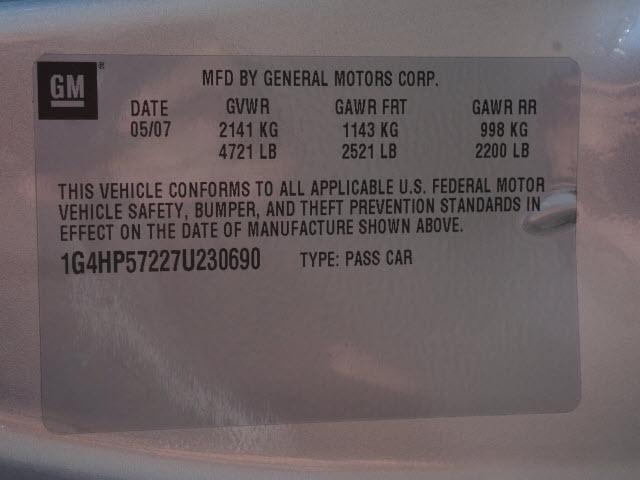 GM®
MFD BY GENERAL MOTORS CORP.
DATE GVWR GAWR FRT GAWR RR
05/07 2141 KG 1143 KG 998 KG
4721 LB 2521 LB 2200 LB
THIS VEHICLE CONFORMS TO ALL APPLICABLE U.S. FEDERAL MOTOR
VEHICLE SAFETY, BUMPER, AND THEFT PREVENTION STANDARDS IN
EFFECT ON THE DATE OF MANUFACTURE SHOWN ABOVE.
1G4HP57227U230690 TYPE: PASS CAR